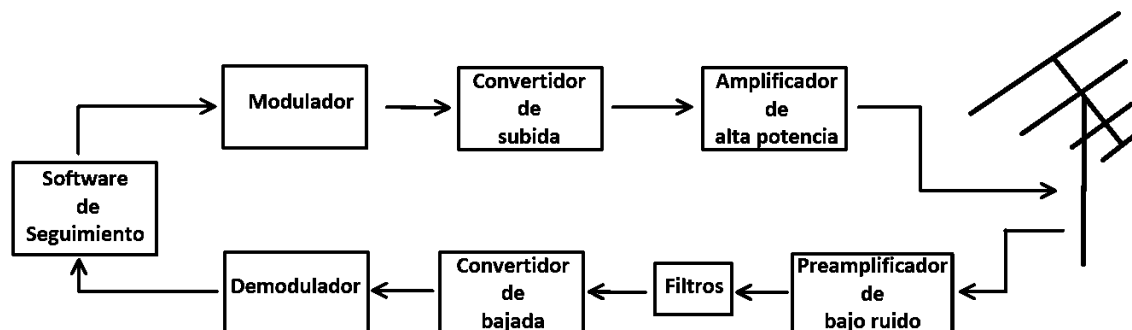 Modulador
Convertidor
de
subida
Amplificador
de
alta potencia
Software
de
Seguimiento
Demodulador
Convertidor
de
bajada
Filtros
Preamplificador
de
bajo ruido